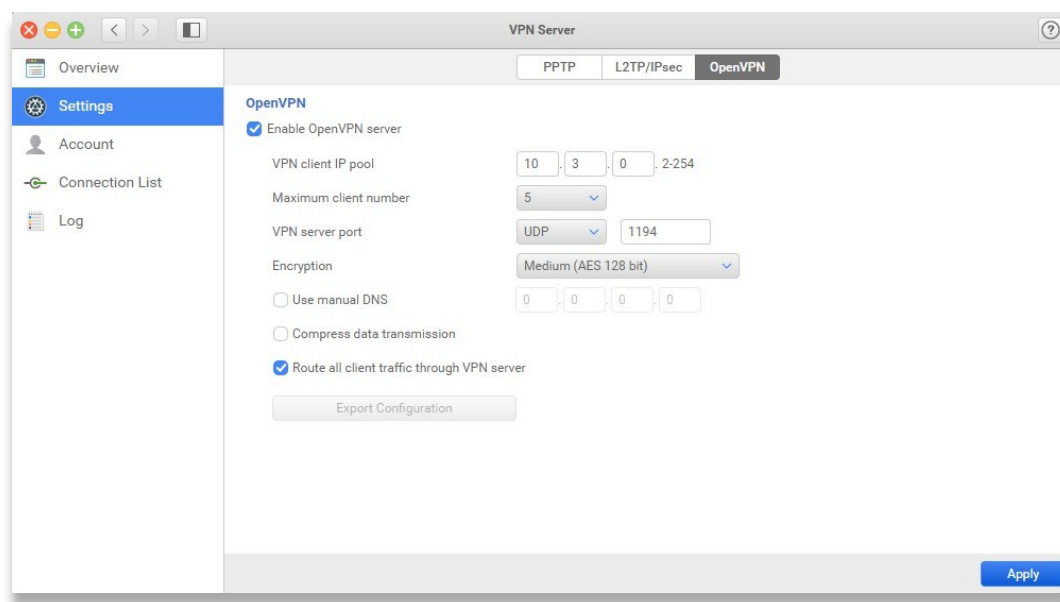 VPN Server
?
Overview
Settings
Account
Connection List
Log
PPTP L2TP/IPsec OpenVPN
OpenVPN
Enable OpenVPN server
VPN client IP pool 10 . 3 . 0 . 2-254
Maximum client number 5
VPN server port UDP 1194
Encryption Medium (AES 128 bit)
Use manual DNS 0 . 0 . 0 . 0
Compress data transmission
Route all client traffic through VPN server
Export Configuration
Apply